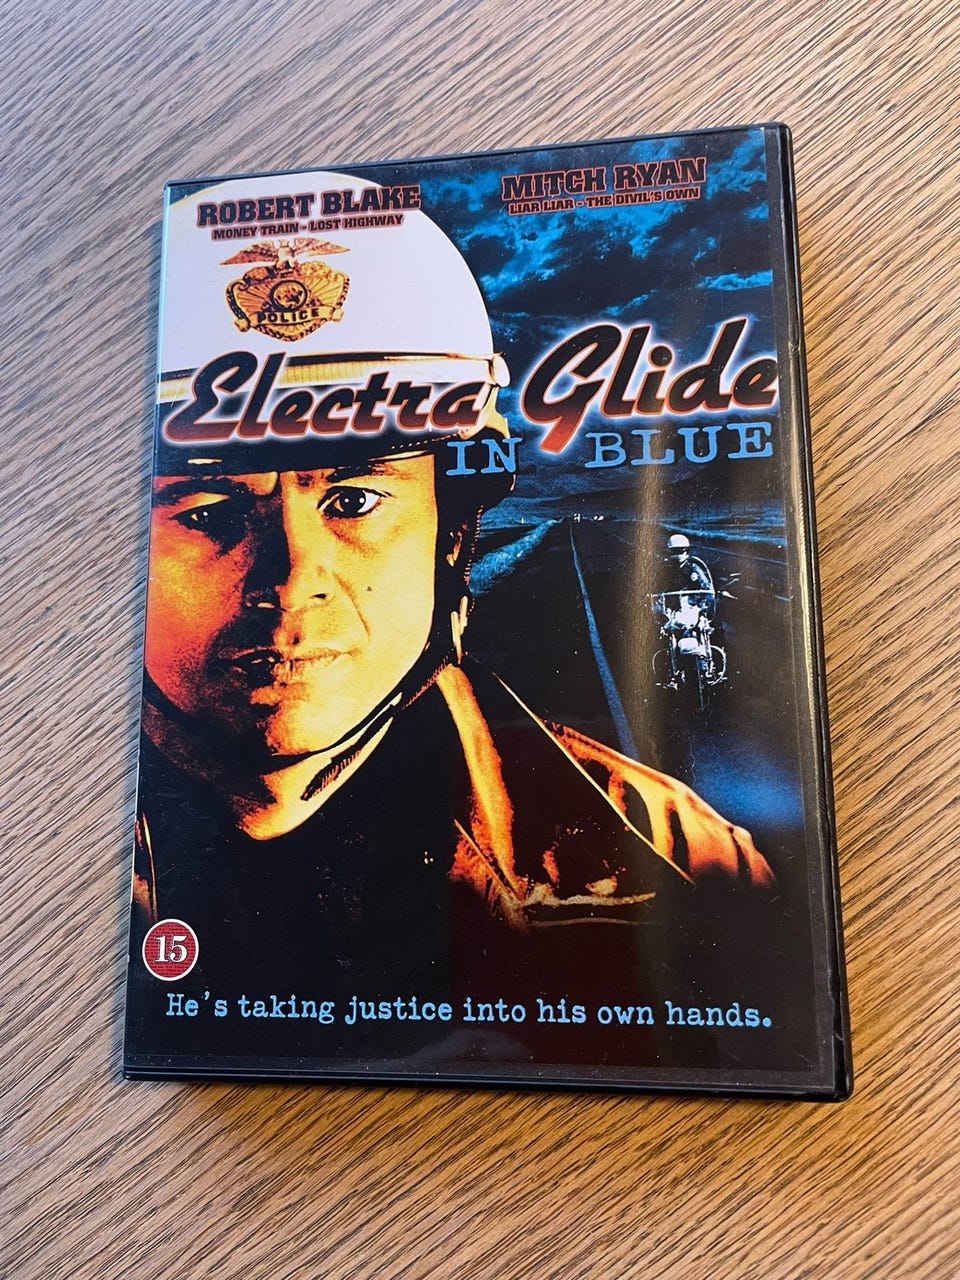 ROBERT BLAKE
MONEY TRAIN - LOST HIGHWAY
MITCH RYAN
LIAR LIAR - THE DEVIL'S OWN
POLICE
Electra Glide
IN BLUE
15
He's taking justice into his own hands.